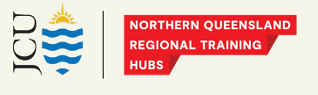 JCU
NORTHERN QUEENSLAND
REGIONAL TRAINING
HUBS